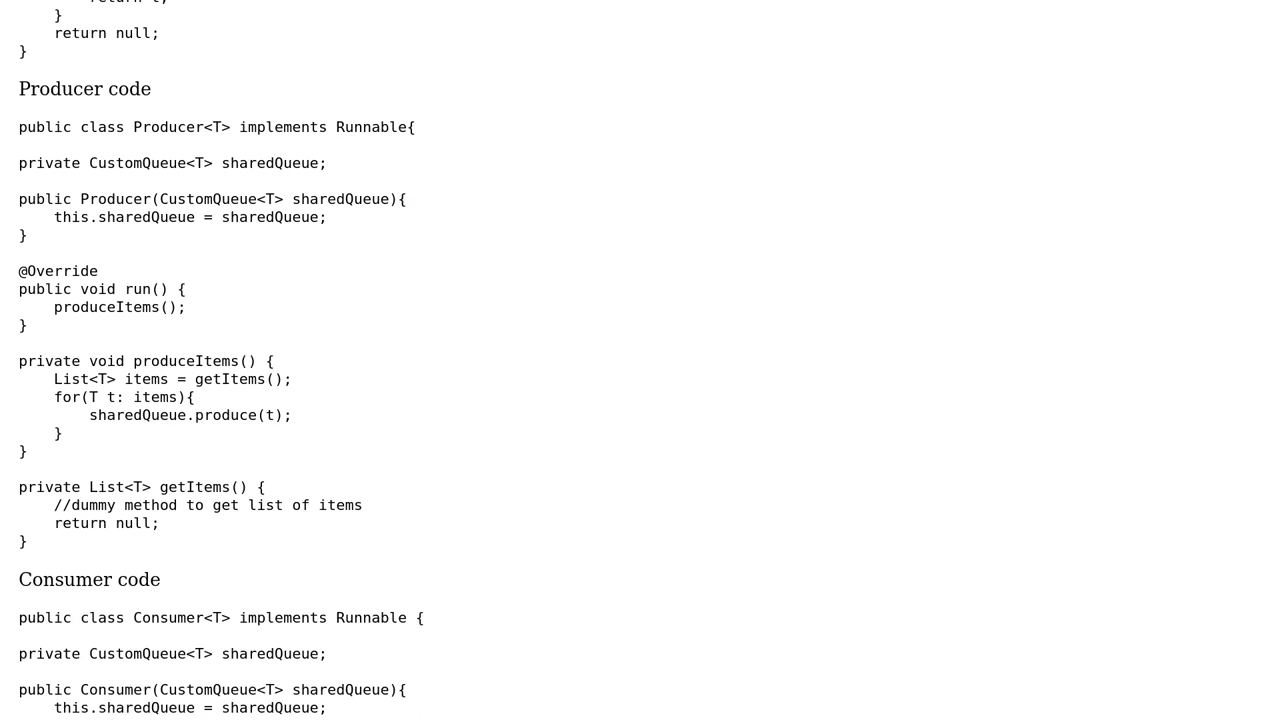 }
    return null;
}
Producer code
public class Producer<T> implements Runnable{
private CustomQueue<T> sharedQueue;
public Producer(CustomQueue<T> sharedQueue){
    this.sharedQueue = sharedQueue;
}
@Override
public void run() {
    produceItems();
}
private void produceItems() {
    List<T> items = getItems();
    for(T t: items){
        sharedQueue.produce(t);
    }
}
private List<T> getItems() {
    //dummy method to get list of items
    return null;
}
Consumer code
public class Consumer<T> implements Runnable {
private CustomQueue<T> sharedQueue;
public Consumer(CustomQueue<T> sharedQueue){
    this.sharedQueue = sharedQueue;